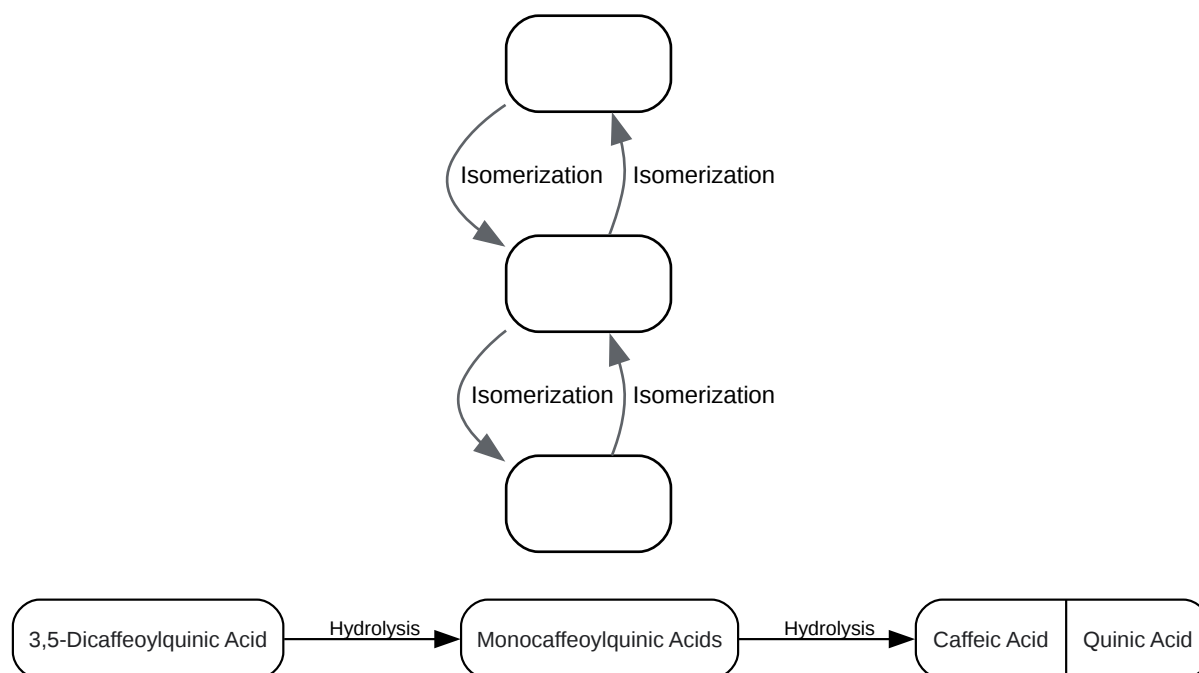 Isomerization Isomerization
Isomerization Isomerization
3,5-Dicaffeoylquinic Acid Hydrolysis Monocaffeoylquinic Acids Hydrolysis Caffeic Acid Quinic Acid